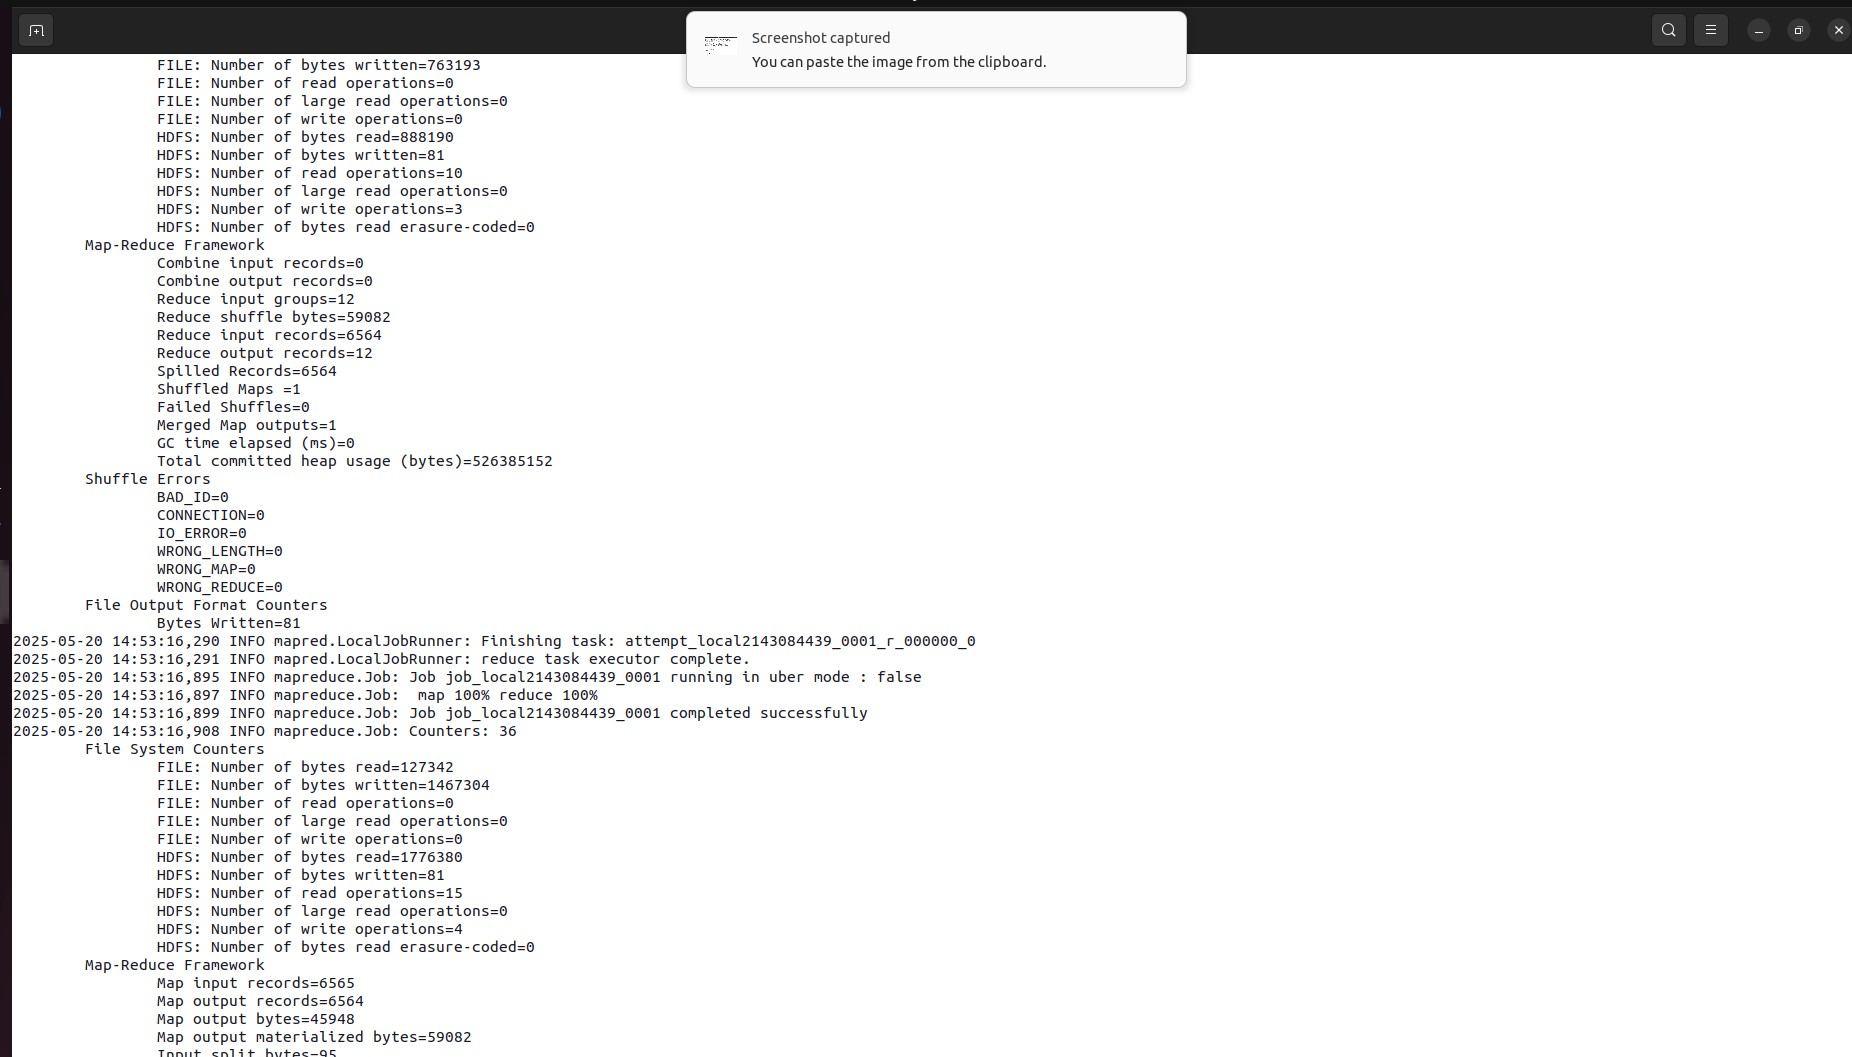 Screenshot captured
You can paste the image from the clipboard.
FILE: Number of bytes written=763193
FILE: Number of read operations=0
FILE: Number of large read operations=0
FILE: Number of write operations=0
HDFS: Number of bytes read=888190
HDFS: Number of bytes written=81
HDFS: Number of read operations=10
HDFS: Number of large read operations=0
HDFS: Number of write operations=3
HDFS: Number of bytes read erasure-coded=0
Map-Reduce Framework
Combine input records=0
Combine output records=0
Reduce input groups=12
Reduce shuffle bytes=59082
Reduce input records=6564
Reduce output records=12
Spilled Records=6564
Shuffled Maps =1
Failed Shuffles=0
Merged Map outputs=1
GC time elapsed (ms)=0
Total committed heap usage (bytes)=526385152
Shuffle Errors
BAD_ID=0
CONNECTION=0
IO_ERROR=0
WRONG_LENGTH=0
WRONG_MAP=0
WRONG_REDUCE=0
File Output Format Counters
Bytes Written=81
2025-05-20 14:53:16,290 INFO mapred.LocalJobRunner: Finishing task: attempt_local2143084439_0001_r_000000_0
2025-05-20 14:53:16,291 INFO mapred.LocalJobRunner: reduce task executor complete.
2025-05-20 14:53:16,895 INFO mapreduce.Job: Job job_local2143084439_0001 running in uber mode : false
2025-05-20 14:53:16,897 INFO mapreduce.Job:  map 100% reduce 100%
2025-05-20 14:53:16,899 INFO mapreduce.Job: Job job_local2143084439_0001 completed successfully
2025-05-20 14:53:16,908 INFO mapreduce.Job: Counters: 36
File System Counters
FILE: Number of bytes read=127342
FILE: Number of bytes written=1467304
FILE: Number of read operations=0
FILE: Number of large read operations=0
FILE: Number of write operations=0
HDFS: Number of bytes read=1776380
HDFS: Number of bytes written=81
HDFS: Number of read operations=15
HDFS: Number of large read operations=0
HDFS: Number of write operations=4
HDFS: Number of bytes read erasure-coded=0
Map-Reduce Framework
Map input records=6565
Map output records=6564
Map output bytes=45948
Map output materialized bytes=59082
Input split bytes=95